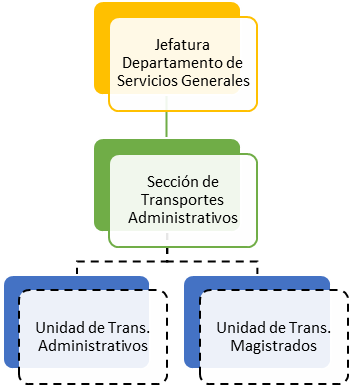 Jefatura
Departamento de
Servicios Generales
Sección de
Transportes
Administrativos
Unidad de Trans.
Administrativos
Unidad de Trans.
Magistrados